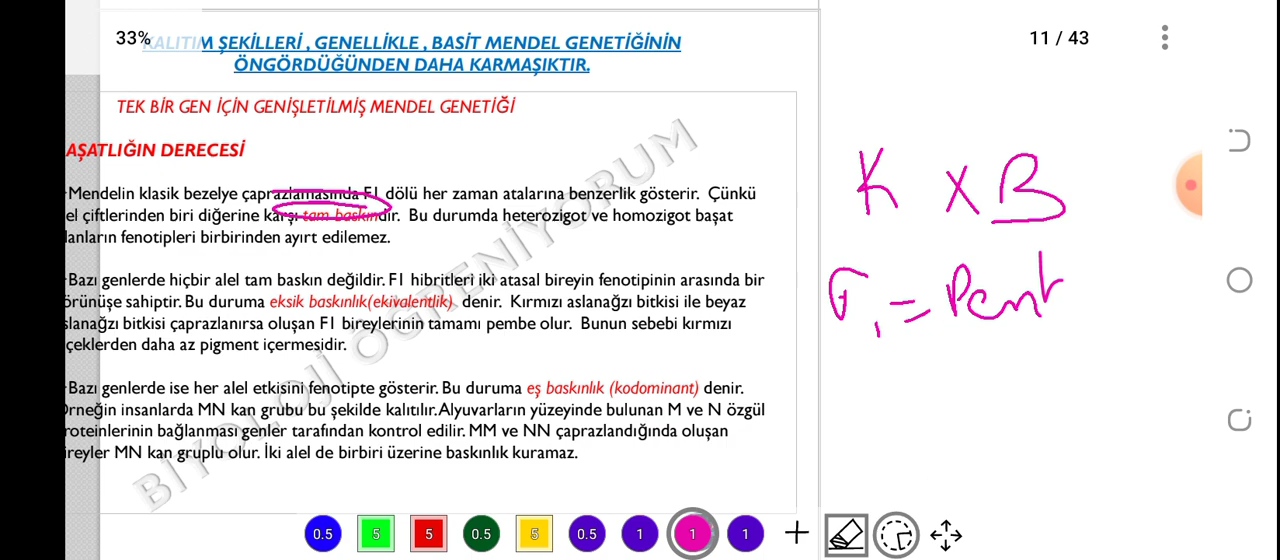 33%
11 / 43
KALITIM ŞEKİLLERİ , GENELLİKLE , BASİT MENDEL GENETİĞİNİN
ÖNGÖRDÜĞÜNDEN DAHA KARMAŞIKTIR.
TEK BİR GEN İÇİN GENİŞLETİLMİŞ MENDEL GENETİĞİ
AŞATLIĞIN DERECESİ
Mendelin klasik bezelye çaprazlamasında F1 dölü her zaman atalarına benzerlik gösterir. Çünkü
el çiftlerinden biri diğerine karşı tam baskındır. Bu durumda heterozigot ve homozigot başat
lanların fenotipleri birbirinden ayırt edilemez.
Bazı genlerde hiçbir alel tam baskın değildir. F1 hibritleri iki atasal bireyin fenotipinin arasında bir
örünüşe sahiptir. Bu duruma eksik baskınlık(ekivalentlik) denir. Kırmızı aslanağzı bitkisi ile beyaz
slanağzı bitkisi çaprazlanırsa oluşan F1 bireylerinin tamamı pembe olur. Bunun sebebi kırmızı
çeklerden daha az pigment içermesidir.
Bazı genlerde ise her alel etkisini fenotipte gösterir. Bu duruma eş baskınlık (kodominant) denir.
Örneğin insanlarda MN kan grubu bu şekilde kalıtılır. Alyuvarların yüzeyinde bulunan M ve N özgül
roteinlerinin bağlanması genler tarafından kontrol edilir. MM ve NN çaprazlandığında oluşan
ireyler MN kan gruplu olur. İki alel de birbiri üzerine baskınlık kuramaz.
BİYOLOJİ ÖĞRENİYORUM
K X B
0.5 5 5 0.5 5 0.5 1 1 1